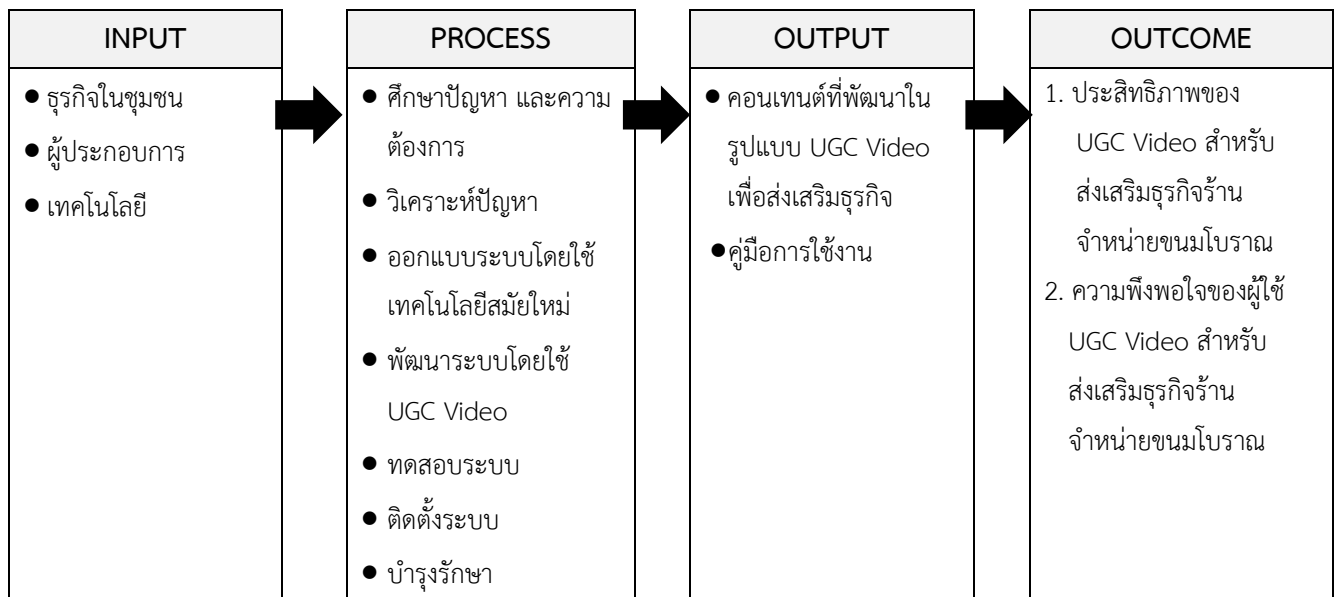 INPUT
● ธุรกิจในชุมชน
● ผู้ประกอบการ
● เทคโนโลยี
PROCESS
● ศึกษาปัญหา และความ
ต้องการ
● วิเคราะห์ปัญหา
● ออกแบบระบบโดยใช้
เทคโนโลยีสมัยใหม่
● พัฒนาระบบโดยใช้
UGC Video
● ทดสอบระบบ
● ติดตั้งระบบ
● บำรุงรักษา
OUTPUT
● คอนเทนต์ที่พัฒนาใน
รูปแบบ UGC Video
เพื่อส่งเสริมธุรกิจ
● คู่มือการใช้งาน
OUTCOME
1. ประสิทธิภาพของ
UGC Video สำหรับ
ส่งเสริมธุรกิจร้าน
จำหน่ายขนมโบราณ
2. ความพึงพอใจของผู้ใช้
UGC Video สำหรับ
ส่งเสริมธุรกิจร้าน
จำหน่ายขนมโบราณ